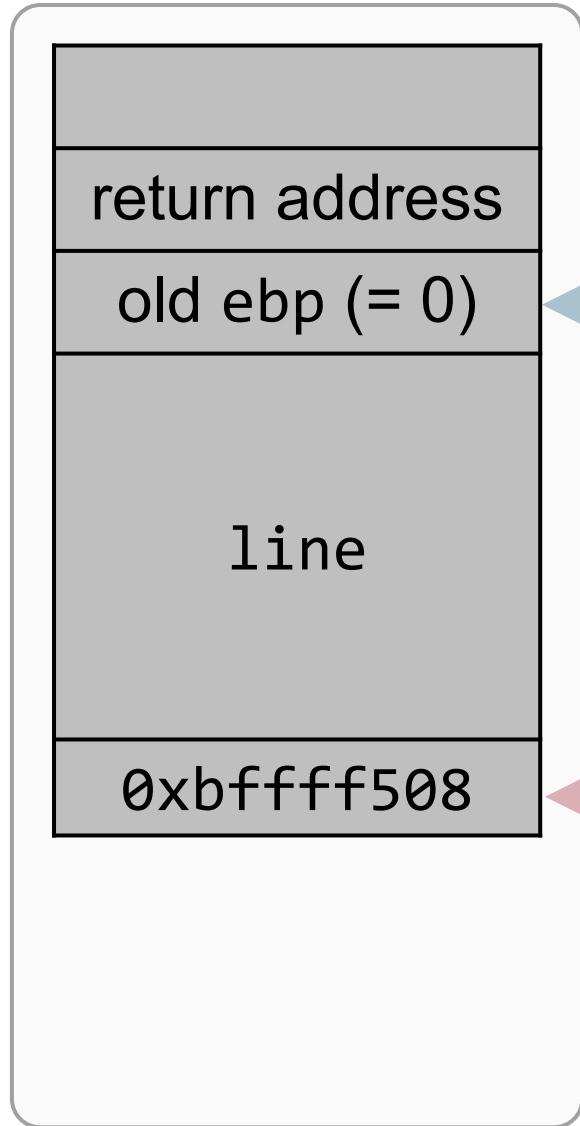 return address
old ebp (= 0)
line
0xbffff508